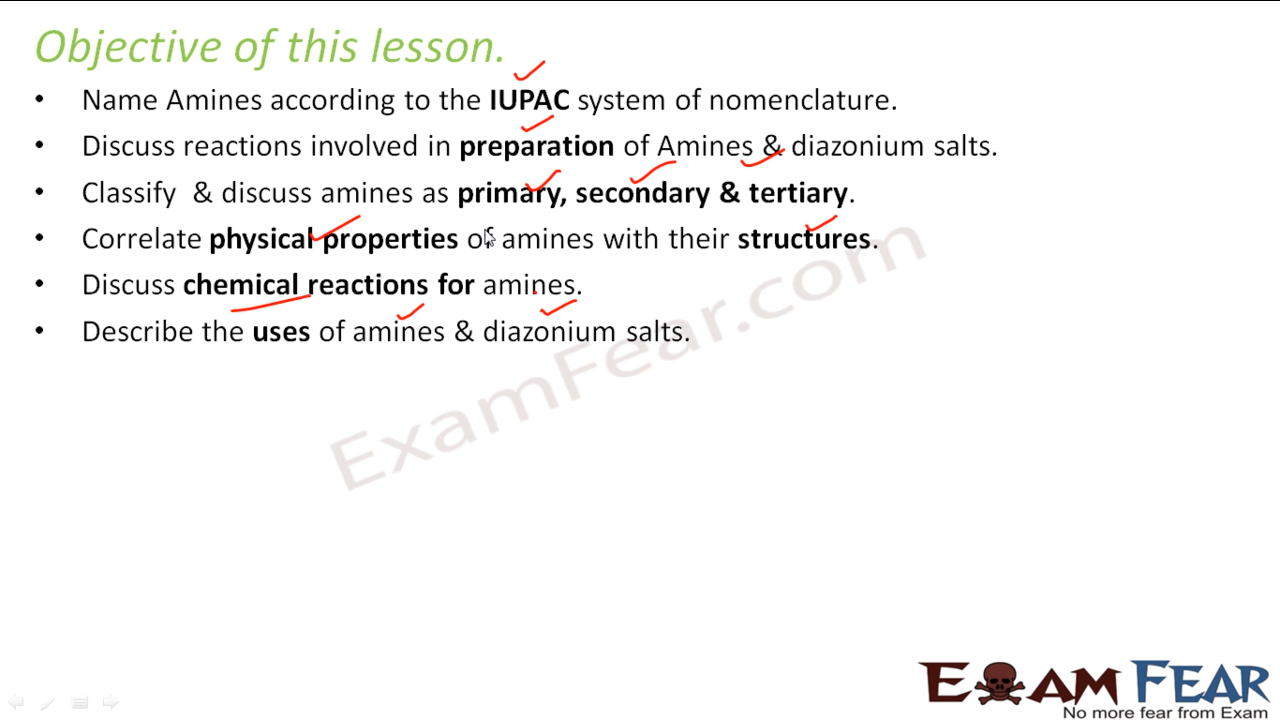 Objective of this lesson.
• Name Amines according to the IUPAC system of nomenclature.
• Discuss reactions involved in preparation of Amines & diazonium salts.
• Classify & discuss amines as primary, secondary & tertiary.
• Correlate physical properties of amines with their structures.
• Discuss chemical reactions for amines.
• Describe the uses of amines & diazonium salts.
ExamFear.com
EXAM FEAR
No more fear from Exam